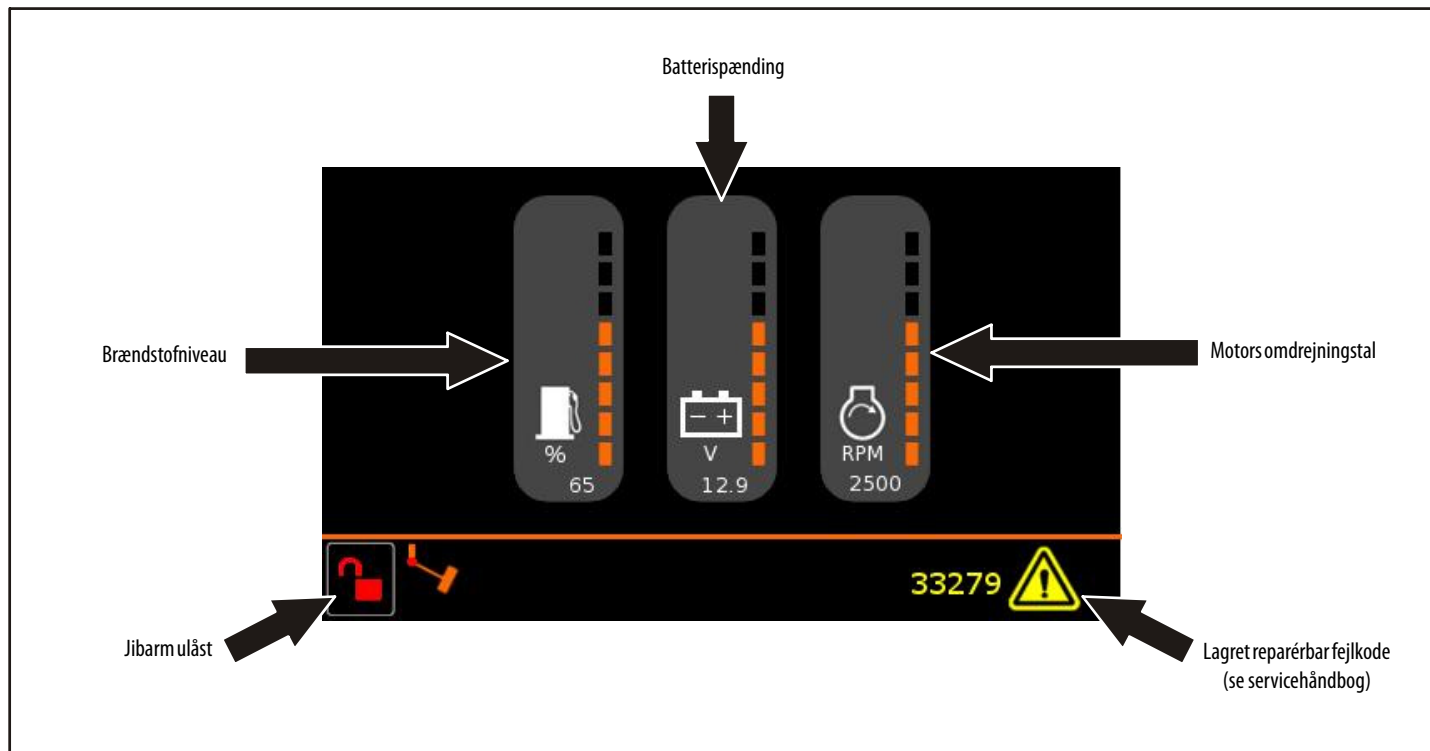 Batterispænding
Brændstofniveau
Motors omdrejningstal
% V RPM
65 12.9 2500
33279
Jibarm ulåst
Lagret reparérbar fejlkode
(se servicehåndbog)